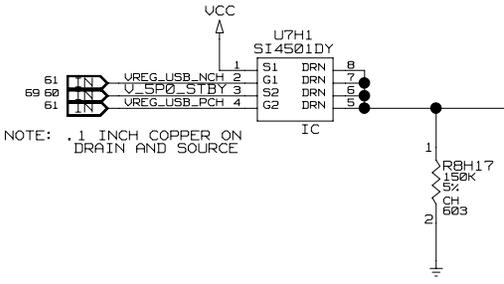 VCC
U7H1
SI4501DY
1 S1 DRN 8
61 IN VREG_USB_NCH 2 G1 DRN 7
69 60 IN V_5P0_STBY 3 S2 DRN 6
61 IN VREG_USB_PCH 4 G2 DRN 5
IC
NOTE: .1 INCH COPPER ON
DRAIN AND SOURCE
1
R8H17
150K
5%
CH
603
2